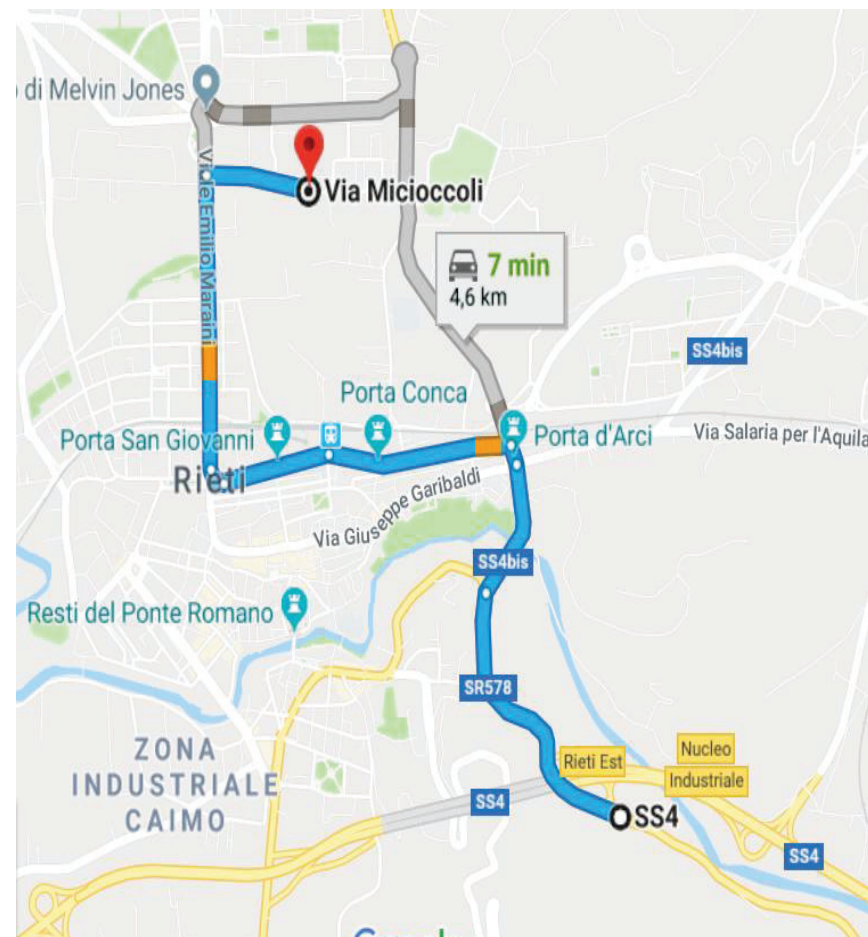 di Melvin Jones
Via Micioccoli
Viale Emilio Maraini
7 min
4,6 km
SS4bis
Porta Conca
Porta San Giovanni
Porta d'Arci
Via Salaria per l'Aquila
Rieti
Via Giuseppe Garibaldi
SS4bis
Resti del Ponte Romano
SR578
ZONA
INDUSTRIALE
CAIMO
Rieti Est
Nucleo
Industriale
SS4
SS4
SS4